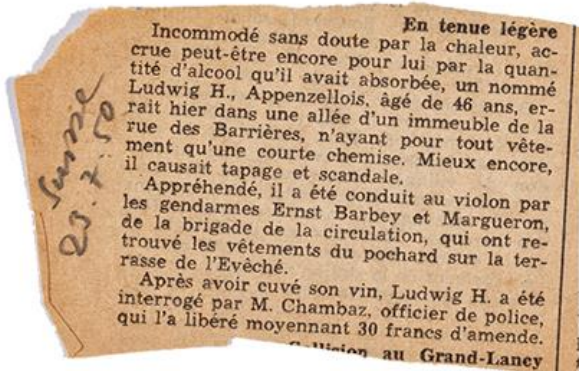 En tenue légère
Incommodé sans doute par la chaleur, ac-
crue peut-être encore pour lui par la quan-
tité d'alcool qu'il avait absorbée, un nommé
Ludwig H., Appenzellois, âgé de 46 ans, er-
rait hier dans une allée d'un immeuble de la
rue des Barrières, n'ayant pour tout vête-
ment qu'une courte chemise. Mieux encore,
il causait tapage et scandale.
Appréhendé, il a été conduit au violon par
les gendarmes Ernst Barbey et Margueron,
de la brigade de la circulation, qui ont re-
trouvé les vêtements du pochard sur la ter-
rasse de l'Evêché.
Après avoir cuvé son vin, Ludwig H. a été
interrogé par M. Chambaz, officier de police,
qui l'a libéré moyennant 30 francs d'amende.
Collision au Grand-Lancy
Suisse
23.7.50